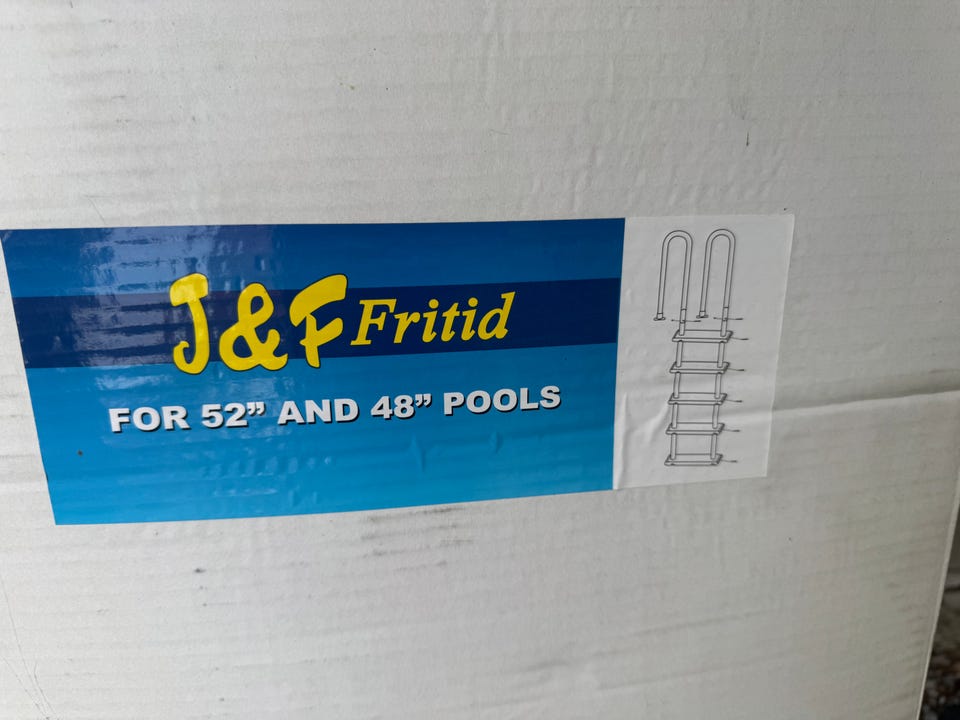 J&F Fritid
FOR 52” AND 48” POOLS